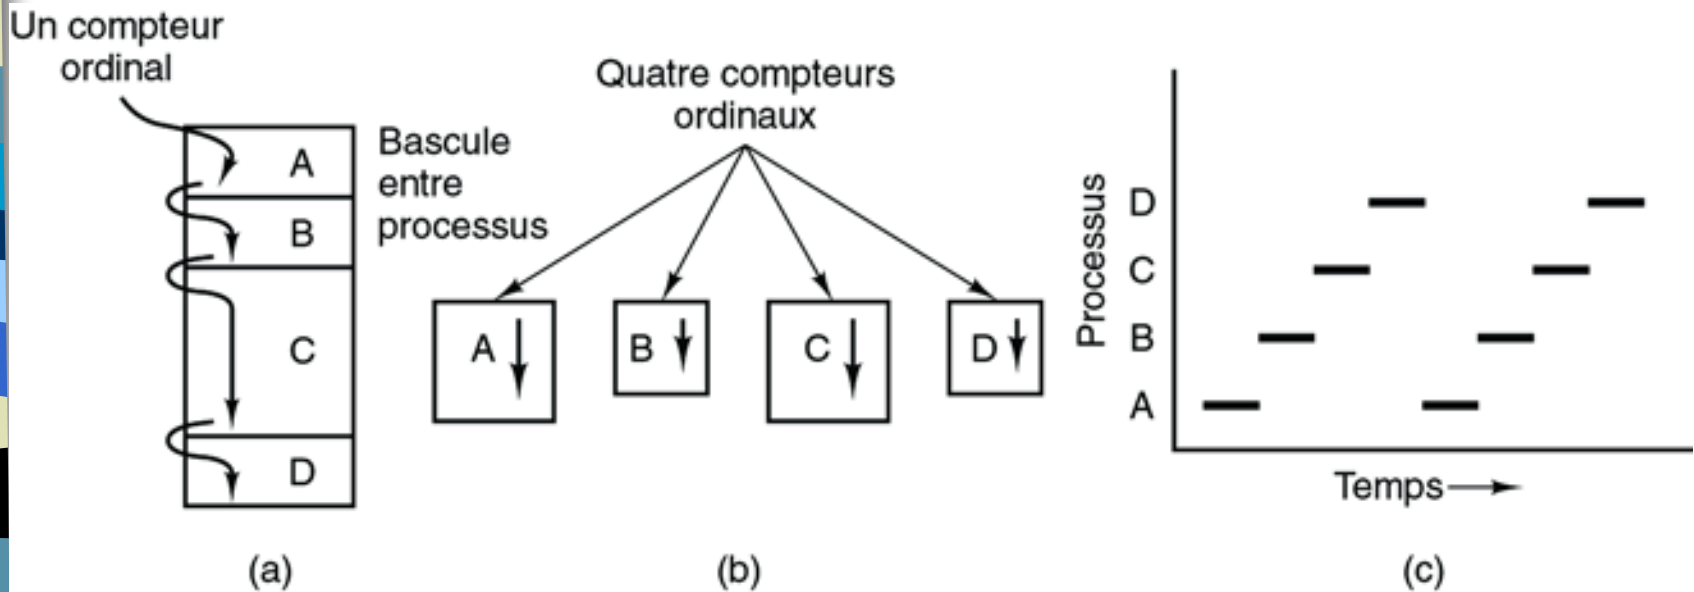 Un compteur
ordinal
A
B
C
D
Bascule
entre
processus
(a)
Quatre compteurs
ordinaux
A
B
C
D
(b)
Processus
D
C
B
A
Temps
(c)